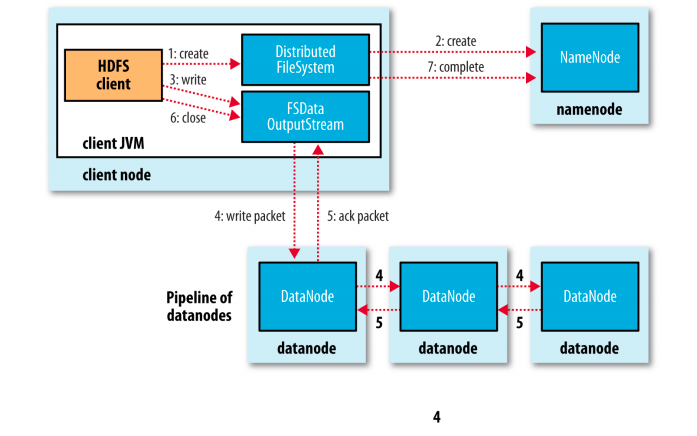 1: create
HDFS
client
3: write
6: close
Distributed
FileSystem
FSData
OutputStream
client JVM
client node
2: create
7: complete
NameNode
namenode
4: write packet
5: ack packet
Pipeline of
datanodes
DataNode
datanode
4
5
DataNode
datanode
4
5
DataNode
datanode
4